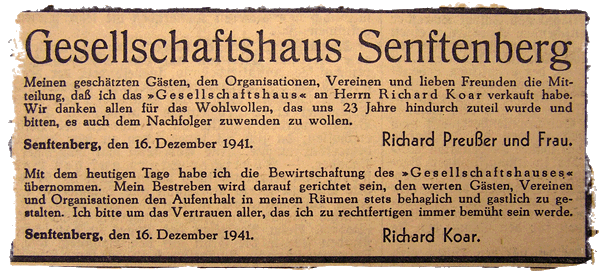 Gesellschaftshaus Senftenberg
Meinen geschätzten Gästen, den Organisationen, Vereinen und lieben Freunden die Mit-
teilung, daß ich das »Gesellschaftshaus« an Herrn Richard Koar verkauft habe.
Wir danken allen für das Wohlwollen, das uns 23 Jahre hindurch zuteil wurde und
bitten, es auch dem Nachfolger zuwenden zu wollen.
Senftenberg, den 16. Dezember 1941. Richard Preußer und Frau.
Mit dem heutigen Tage habe ich die Bewirtschaftung des »Gesellschaftshauses«
übernommen. Mein Bestreben wird darauf gerichtet sein, den werten Gästen, Vereinen
und Organisationen den Aufenthalt in meinen Räumen stets behaglich und gastlich zu ge-
stalten. Ich bitte um das Vertrauen aller, das ich zu rechtfertigen immer bemüht sein werde.
Senftenberg, den 16. Dezember 1941. Richard Koar.